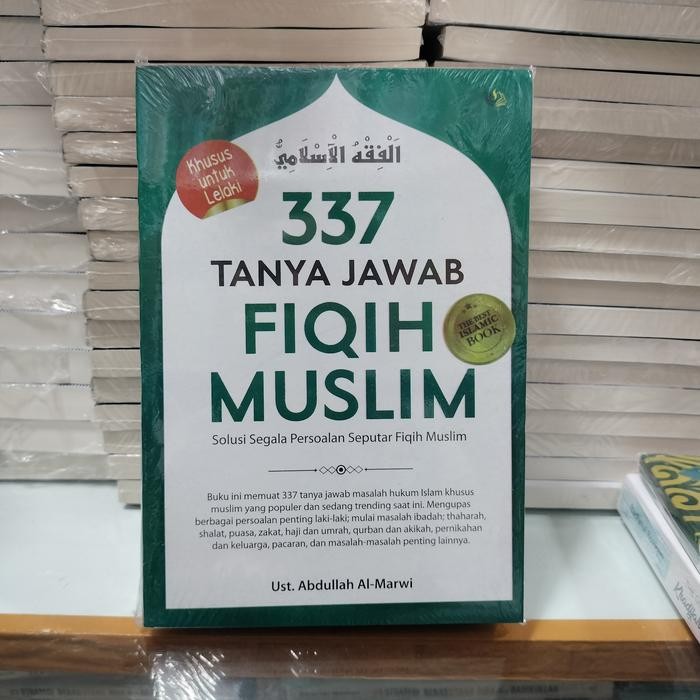 اَلْفِقْهُ الْإِسْلَامِيُّ
Khusus
untuk
Lelaki
337
TANYA JAWAB
FIQIH
MUSLIM
THE BEST
ISLAMIC
BOOK
Solusi Segala Persoalan Seputar Fiqih Muslim
Buku ini memuat 337 tanya jawab masalah hukum Islam khusus
muslim yang populer dan sedang trending saat ini. Mengupas
berbagai persoalan penting laki-laki; mulai masalah ibadah; thaharah,
shalat, puasa, zakat, haji dan umrah, qurban dan akikah, pernikahan
dan keluarga, pacaran, dan masalah-masalah penting lainnya.
Ust. Abdullah Al-Marwi